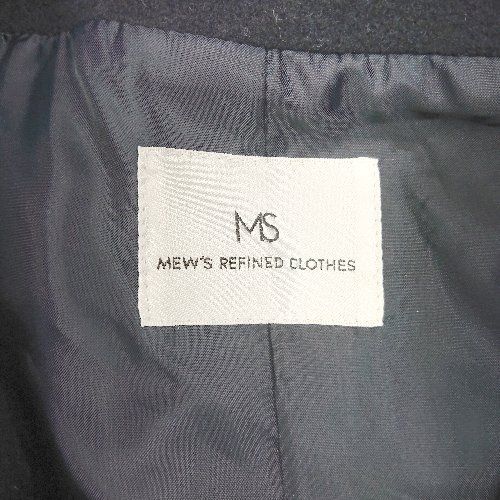 MS
MEW'S REFINED CLOTHES